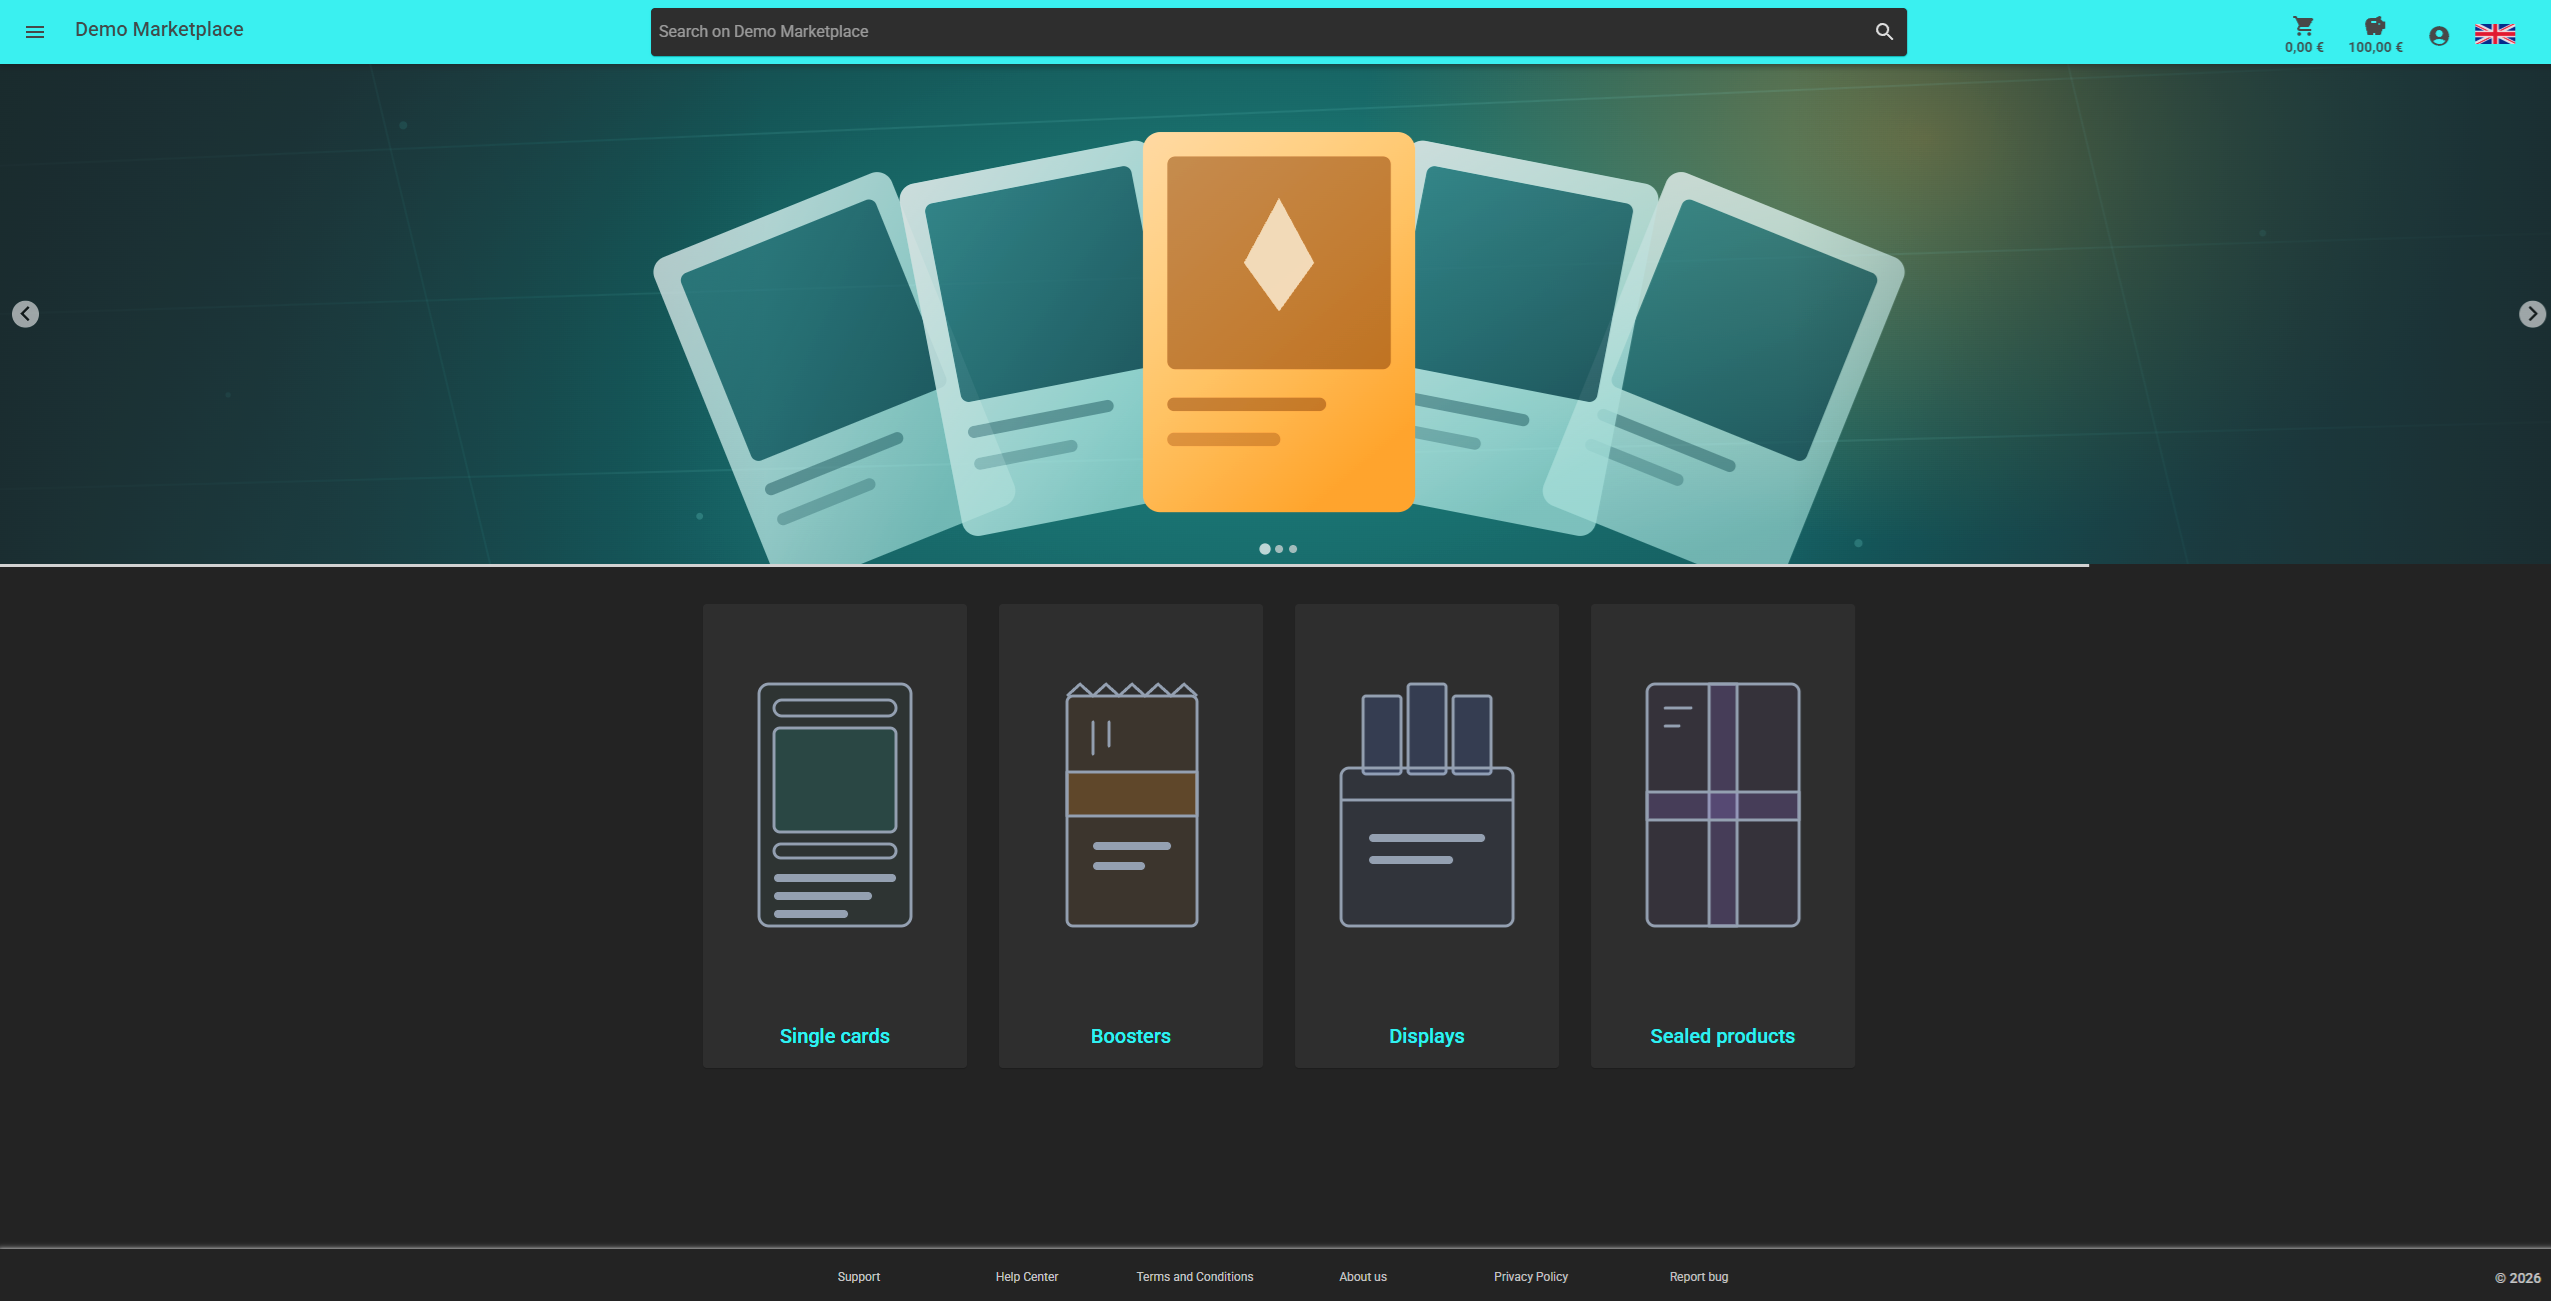 Demo Marketplace
Search on Demo Marketplace
0,00 €
100,00 €
Single cards
Boosters
Displays
Sealed products
Support
Help Center
Terms and Conditions
About us
Privacy Policy
Report bug
© 2026